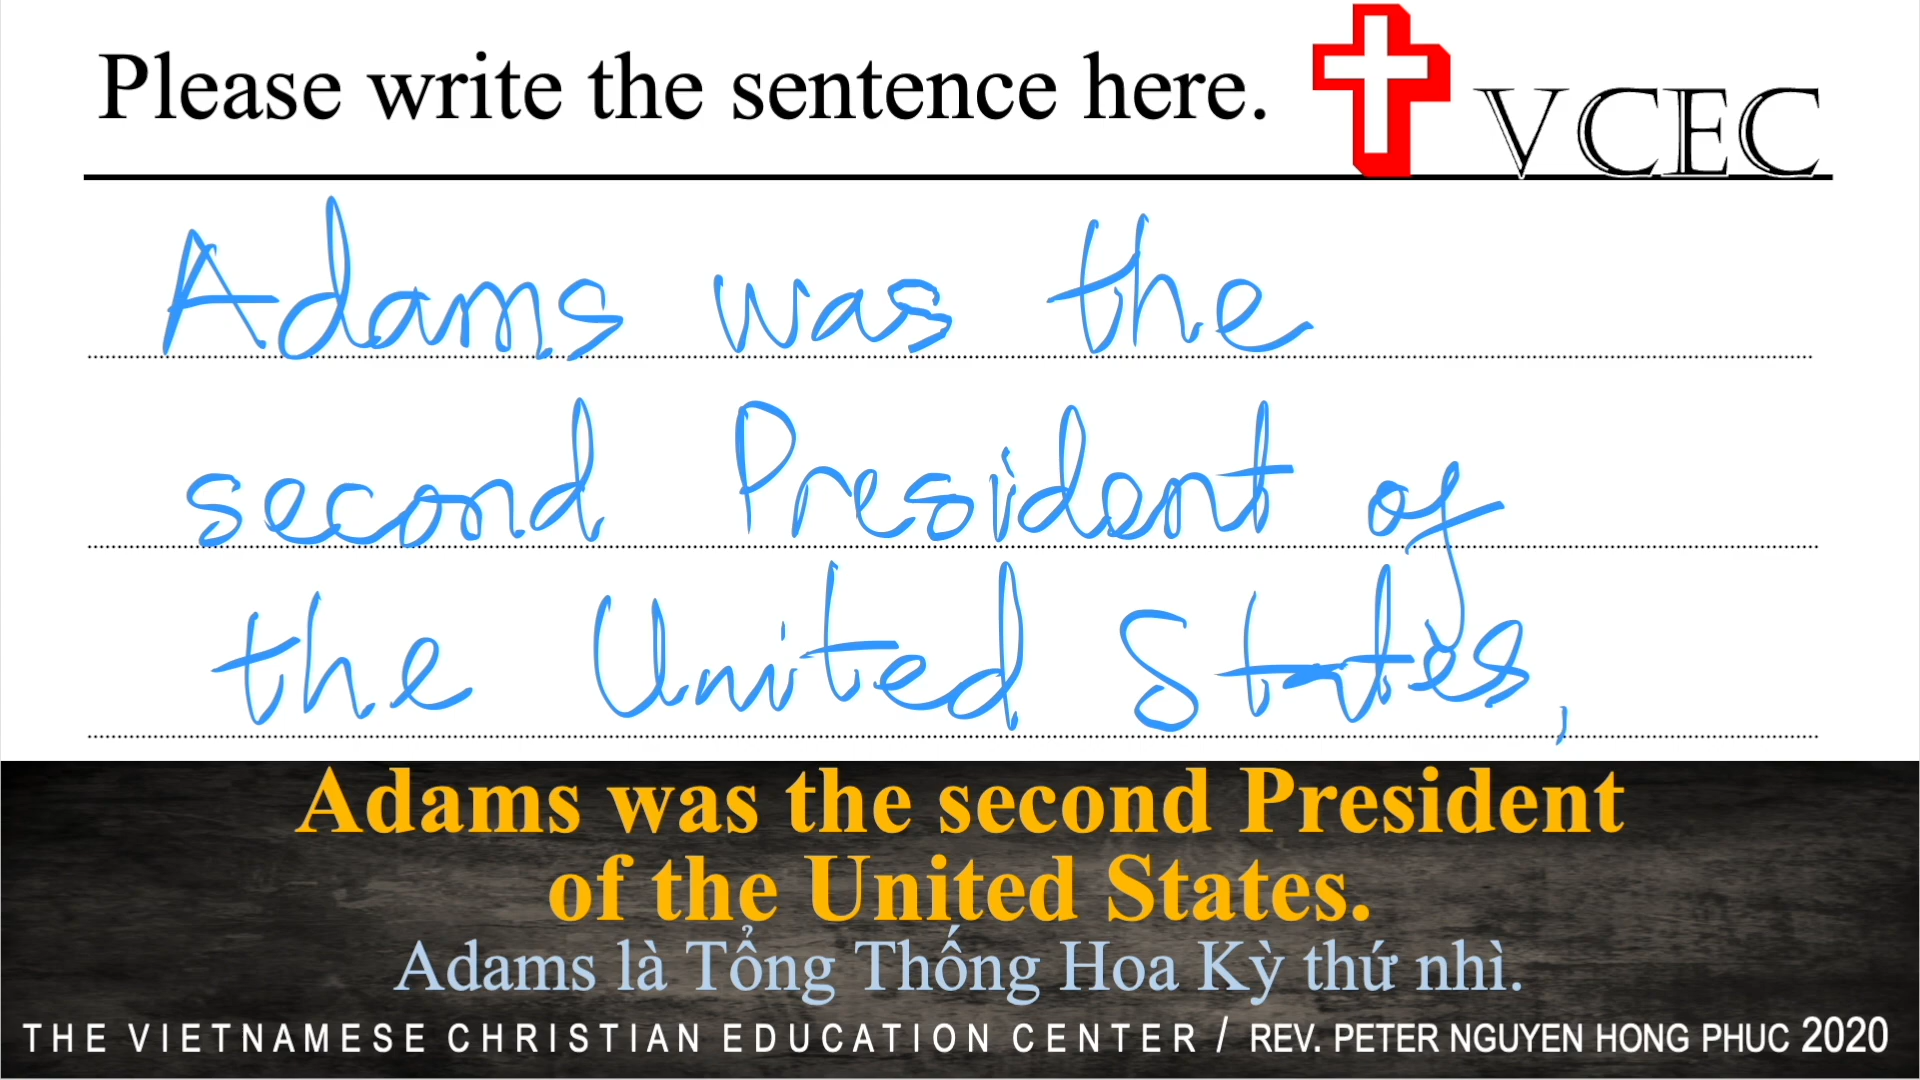 Please write the sentence here.
VCEC
Adams was the
second President of
the United States,
Adams was the second President
of the United States.
Adams là Tổng Thống Hoa Kỳ thứ nhì.
THE VIETNAMESE CHRISTIAN EDUCATION CENTER / REV. PETER NGUYEN HONG PHUC 2020